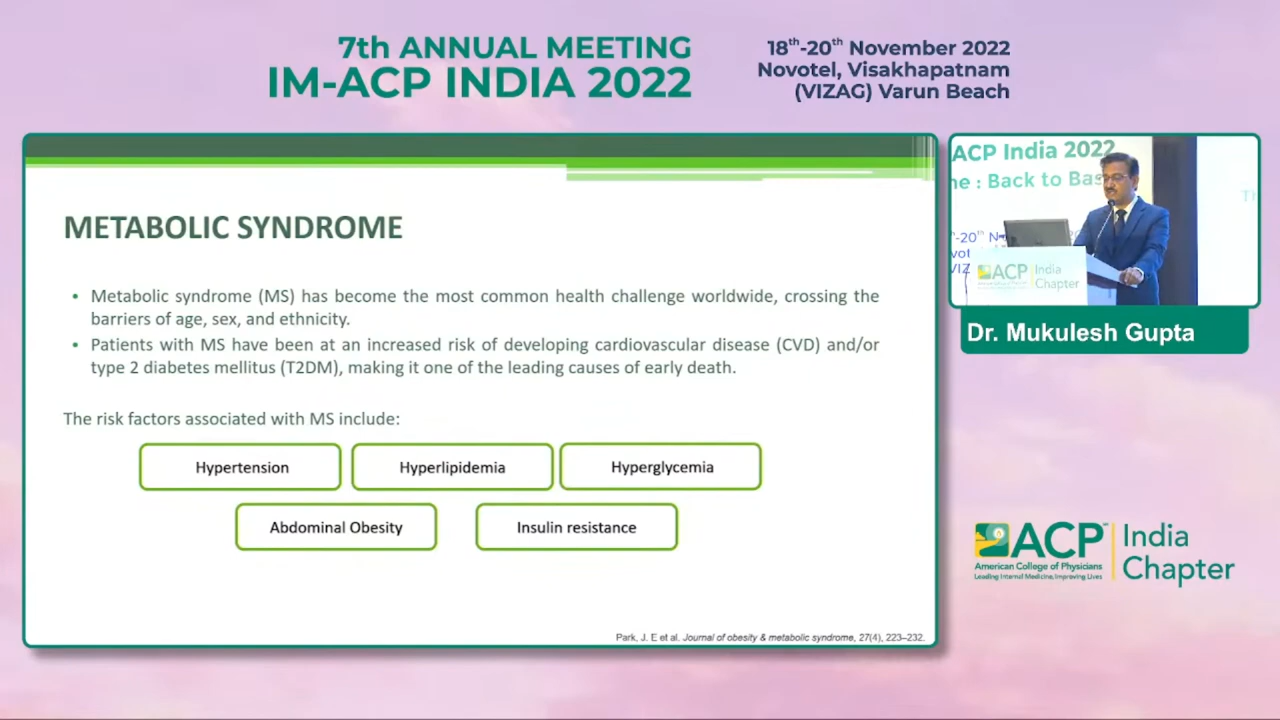 7th ANNUAL MEETING
IM-ACP INDIA 2022
18th-20th November 2022
Novotel, Visakhapatnam
(VIZAG) Varun Beach
METABOLIC SYNDROME
• Metabolic syndrome (MS) has become the most common health challenge worldwide, crossing the
barriers of age, sex, and ethnicity.
• Patients with MS have been at an increased risk of developing cardiovascular disease (CVD) and/or
type 2 diabetes mellitus (T2DM), making it one of the leading causes of early death.
The risk factors associated with MS include:
Hypertension
Hyperlipidemia
Hyperglycemia
Abdominal Obesity
Insulin resistance
Park, J. E et al. Journal of obesity & metabolic syndrome, 27(4), 223–232.
ACP India 2022
: Back to Bas
-20th N
vot
VIZ
ACP India
Chapter
Dr. Mukulesh Gupta
ACP
American College of Physicians
Leading Internal Medicine, Improving Lives
India
Chapter